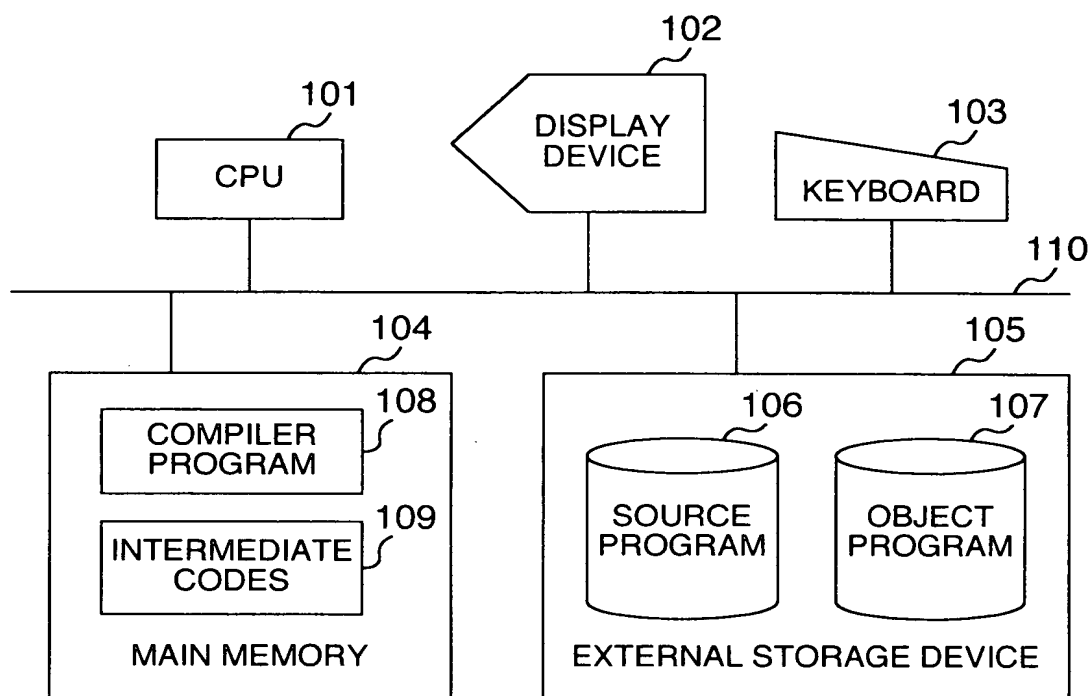 102
101
103
DISPLAY
DEVICE
CPU
KEYBOARD
110
104
105
108
106
107
COMPILER
PROGRAM
109
SOURCE
PROGRAM
OBJECT
PROGRAM
INTERMEDIATE
CODES
MAIN MEMORY
EXTERNAL STORAGE DEVICE